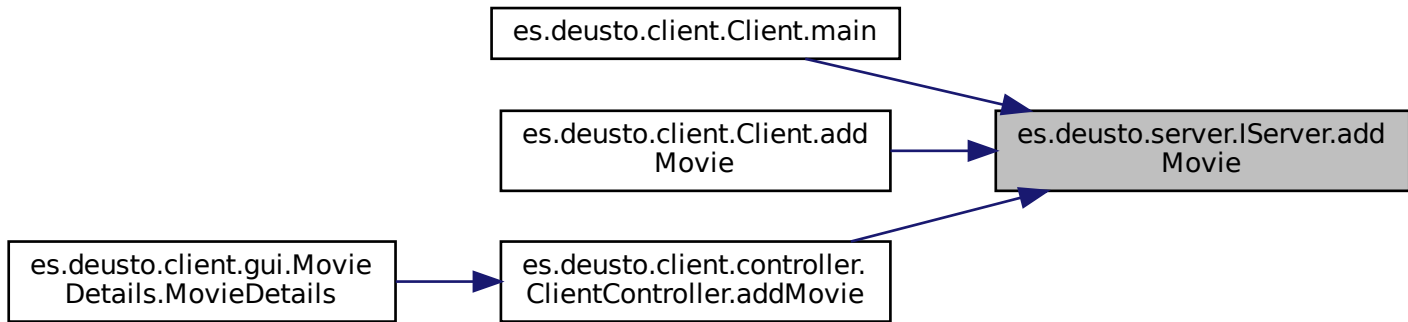 es.deusto.client.Client.main
es.deusto.client.Client.add
Movie
es.deusto.server.IServer.add
Movie
es.deusto.client.gui.Movie
Details.MovieDetails
es.deusto.client.controller.
ClientController.addMovie